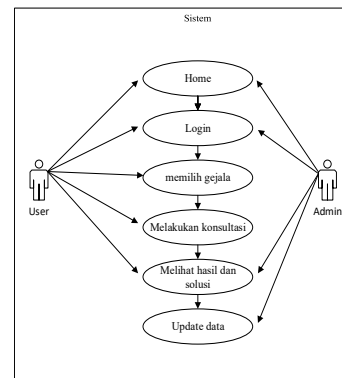 Sistem
Home
Login
memilih gejala
User
Admin
Melakukan konsultasi
Melihat hasil dan
solusi
Update data